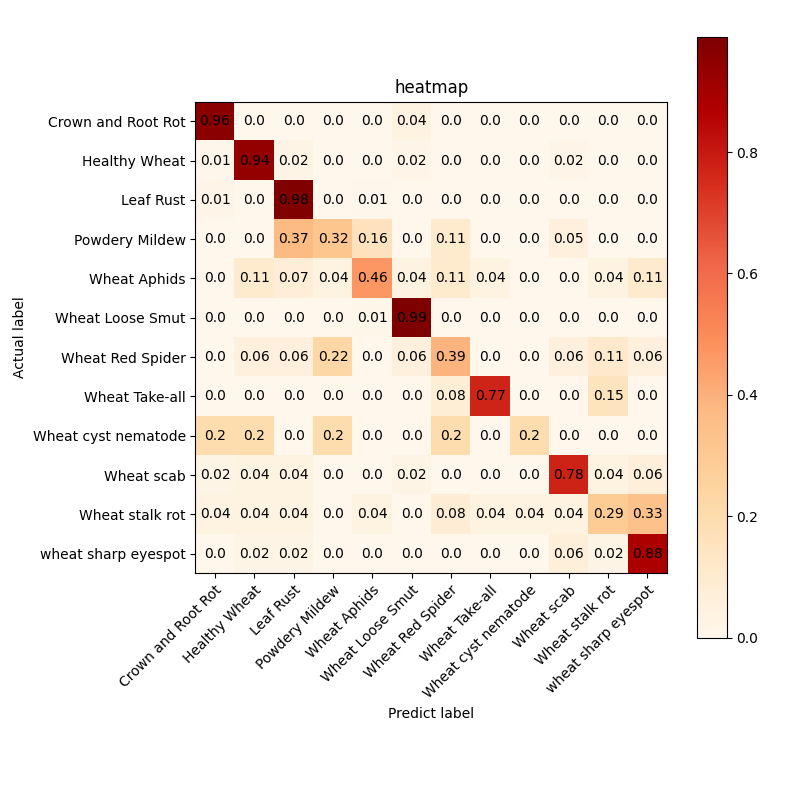 heatmap
Crown and Root Rot 0.96 0.0 0.0 0.0 0.0 0.04 0.0 0.0 0.0 0.0 0.0 0.0
Healthy Wheat 0.01 0.94 0.02 0.0 0.0 0.02 0.0 0.0 0.0 0.02 0.0 0.0
Leaf Rust 0.01 0.0 0.98 0.0 0.01 0.0 0.0 0.0 0.0 0.0 0.0 0.0
Powdery Mildew 0.0 0.0 0.37 0.32 0.16 0.0 0.11 0.0 0.0 0.05 0.0 0.0
Wheat Aphids 0.0 0.11 0.07 0.04 0.46 0.04 0.11 0.04 0.0 0.0 0.04 0.11
Wheat Loose Smut 0.0 0.0 0.0 0.0 0.01 0.99 0.0 0.0 0.0 0.0 0.0 0.0
Wheat Red Spider 0.0 0.06 0.06 0.22 0.0 0.06 0.39 0.0 0.0 0.06 0.11 0.06
Wheat Take-all 0.0 0.0 0.0 0.0 0.0 0.0 0.08 0.77 0.0 0.0 0.15 0.0
Wheat cyst nematode 0.2 0.2 0.0 0.2 0.0 0.0 0.2 0.0 0.2 0.0 0.0 0.0
Wheat scab 0.02 0.04 0.04 0.0 0.0 0.02 0.0 0.0 0.0 0.78 0.04 0.06
Wheat stalk rot 0.04 0.04 0.04 0.0 0.04 0.0 0.08 0.04 0.04 0.04 0.29 0.33
wheat sharp eyespot 0.0 0.02 0.02 0.0 0.0 0.0 0.0 0.0 0.0 0.06 0.02 0.88
Actual label
Crown and Root Rot
Healthy Wheat
Leaf Rust
Powdery Mildew
Wheat Aphids
Wheat Loose Smut
Wheat Red Spider
Wheat Take-all
Wheat cyst nematode
Wheat scab
Wheat stalk rot
wheat sharp eyespot
Predict label
0.8
0.6
0.4
0.2
0.0